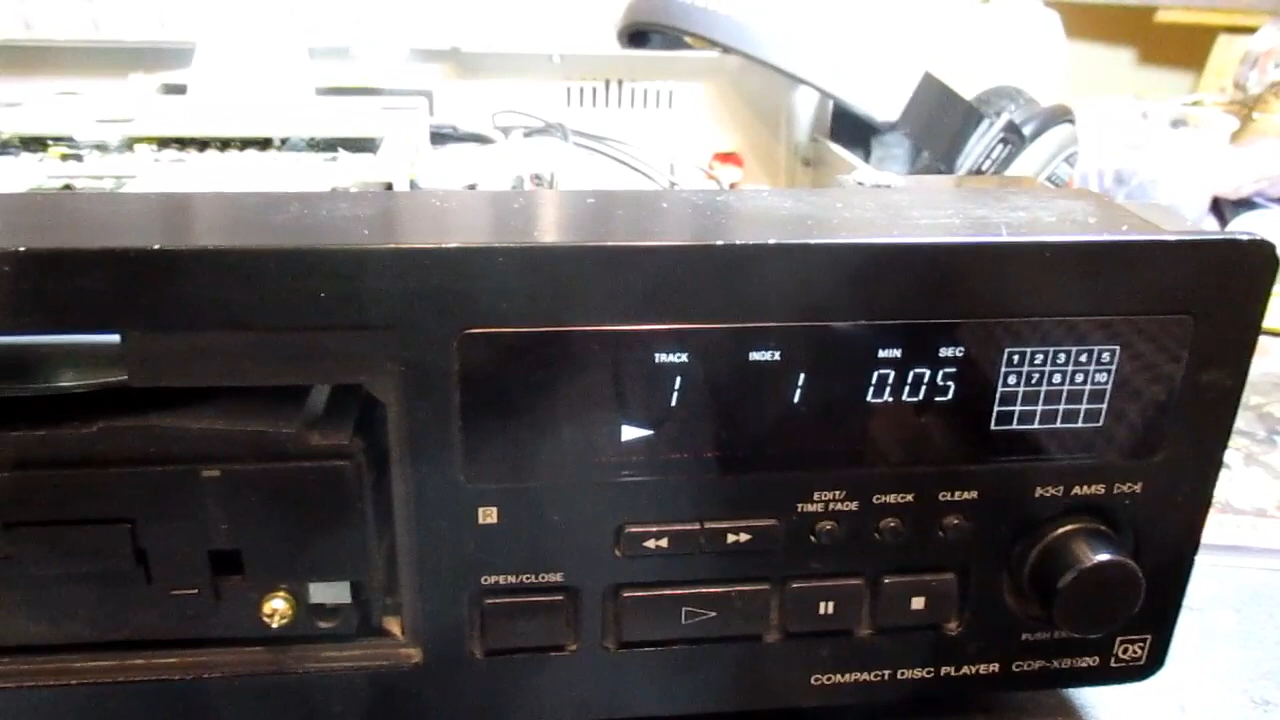 TRACK INDEX MIN SEC
1 1 0.05
1 2 3 4 5
6 7 8 9 10
EDIT/
TIME FADE
CHECK
CLEAR
AMS
R
OPEN/CLOSE
PUSH
COMPACT DISC PLAYER CDP-XB920
QS